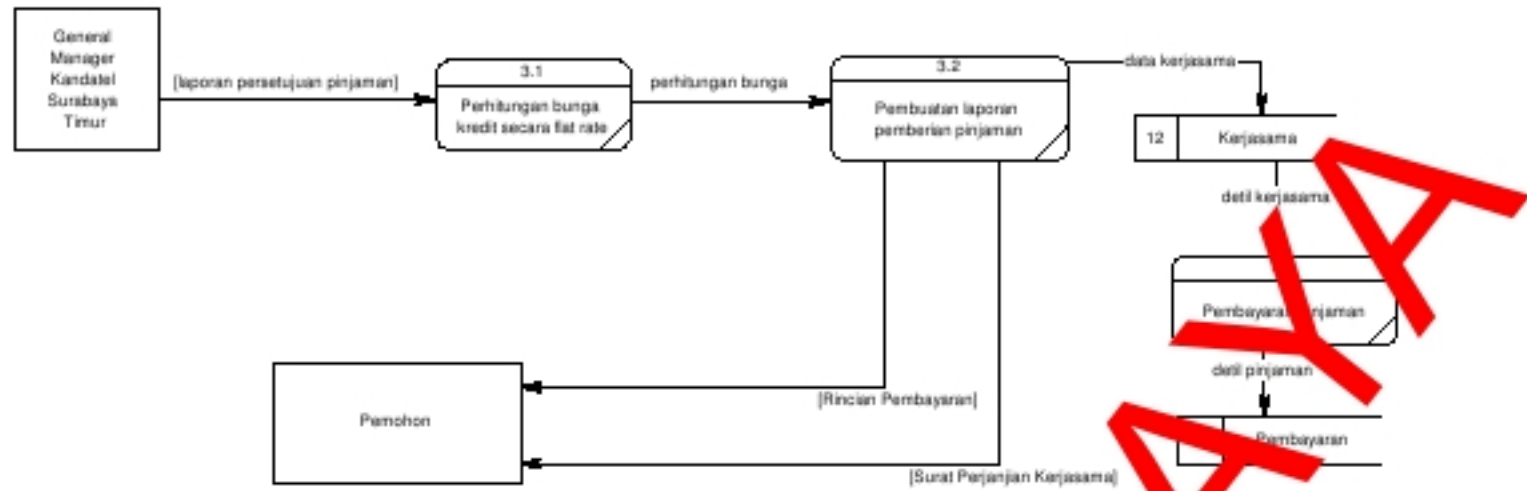 General
Manager
Kandatel
Surabaya
Timur
[laporan persetujuan pinjaman]
3.1
Perhitungan bunga
kredit secara flat rate
perhitungan bunga
3.2
Pembuatan laporan
pemberian pinjaman
data kerjasama
12
Kerjasama
detil kerjasama
Pembayaran pinjaman
detil pinjaman
Pembayaran
Pemohon
[Rincian Pembayaran]
[Surat Perjanjian Kerjasama]
AYA